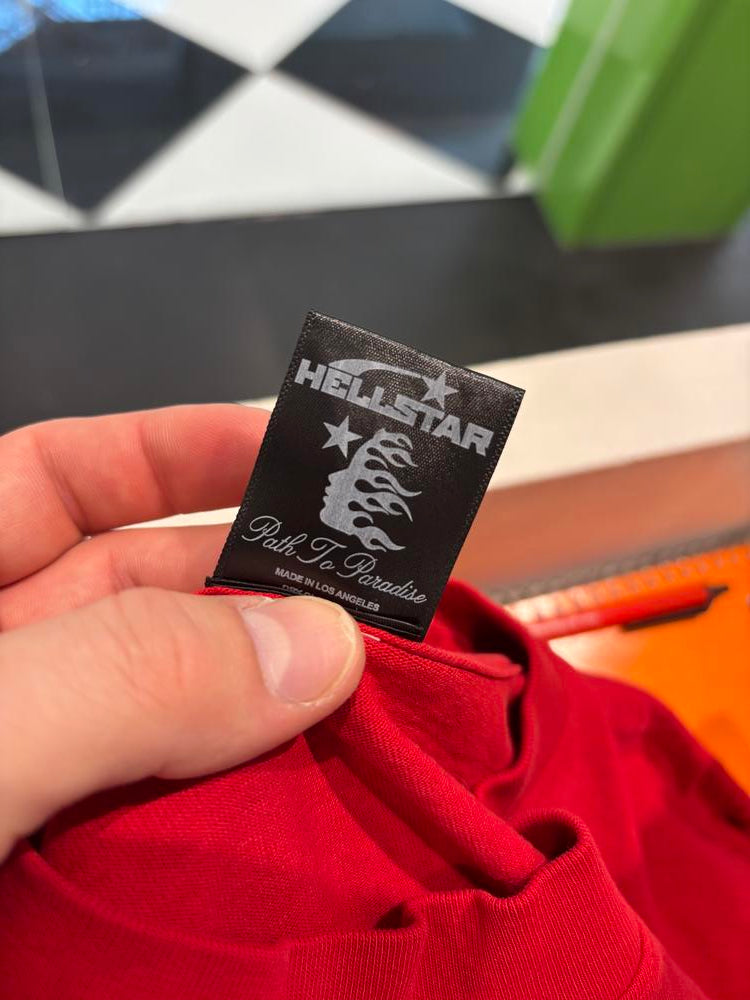 HELLSTAR
Path To Paradise
MADE IN LOS ANGELES